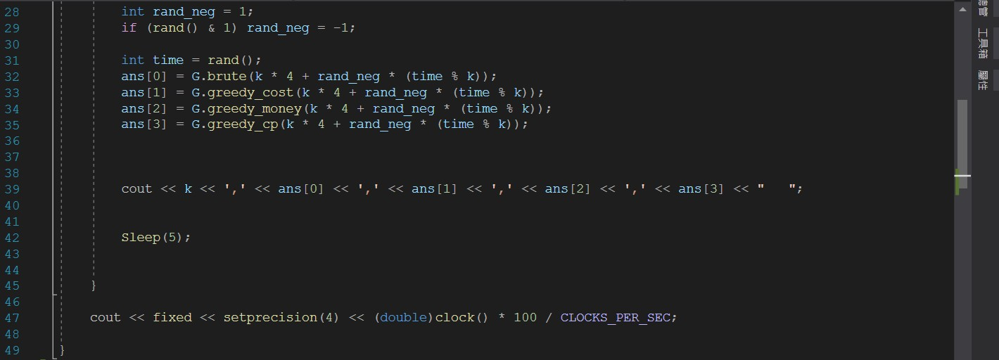 28 int rand_neg = 1;
29 if (rand() & 1) rand_neg = -1;
30
31 int time = rand();
32 ans[0] = G.brute(k * 4 + rand_neg * (time % k));
33 ans[1] = G.greedy_cost(k * 4 + rand_neg * (time % k));
34 ans[2] = G.greedy_money(k * 4 + rand_neg * (time % k));
35 ans[3] = G.greedy_cp(k * 4 + rand_neg * (time % k));
36
37
38
39 cout << k << ',' << ans[0] << ',' << ans[1] << ',' << ans[2] << ',' << ans[3] << "   ";
40
41
42 Sleep(5);
43
44
45 }
46
47 cout << fixed << setprecision(4) << (double)clock() * 100 / CLOCKS_PER_SEC;
48
49 }
總管
工具箱
屬性